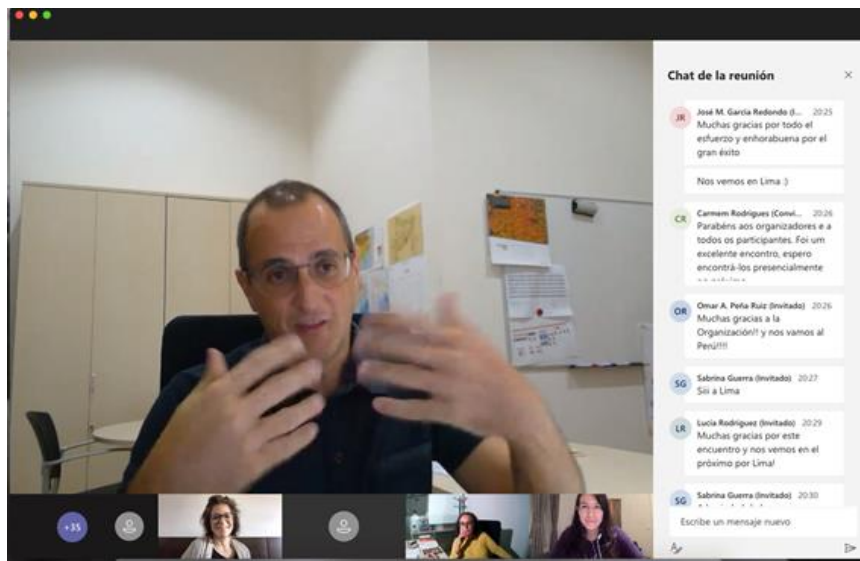 Chat de la reunión
JR
José M. García Redondo (I... 20:25
Muchas gracias por todo el
esfuerzo y enhorabuena por el
gran éxito
Nos vemos en Lima :)
CR
Carmem Rodrigues (Convi... 20:26
Parabéns aos organizadores e a
todos os participantes. Foi um
excelente encontro, espero
encontrá-los presencialmente
OR
Omar A. Peña Ruiz (Invitado) 20:26
Muchas gracias a la
Organización!! y nos vamos al
Perú!!!!
SG
Sabrina Guerra (Invitado) 20:27
Siii a Lima
LR
Lucía Rodríguez (Invitado) 20:29
Muchas gracias por este
encuentro y nos vemos en el
próximo por Lima!
SG
Sabrina Guerra (Invitado) 20:30
Escribe un mensaje nuevo
+35